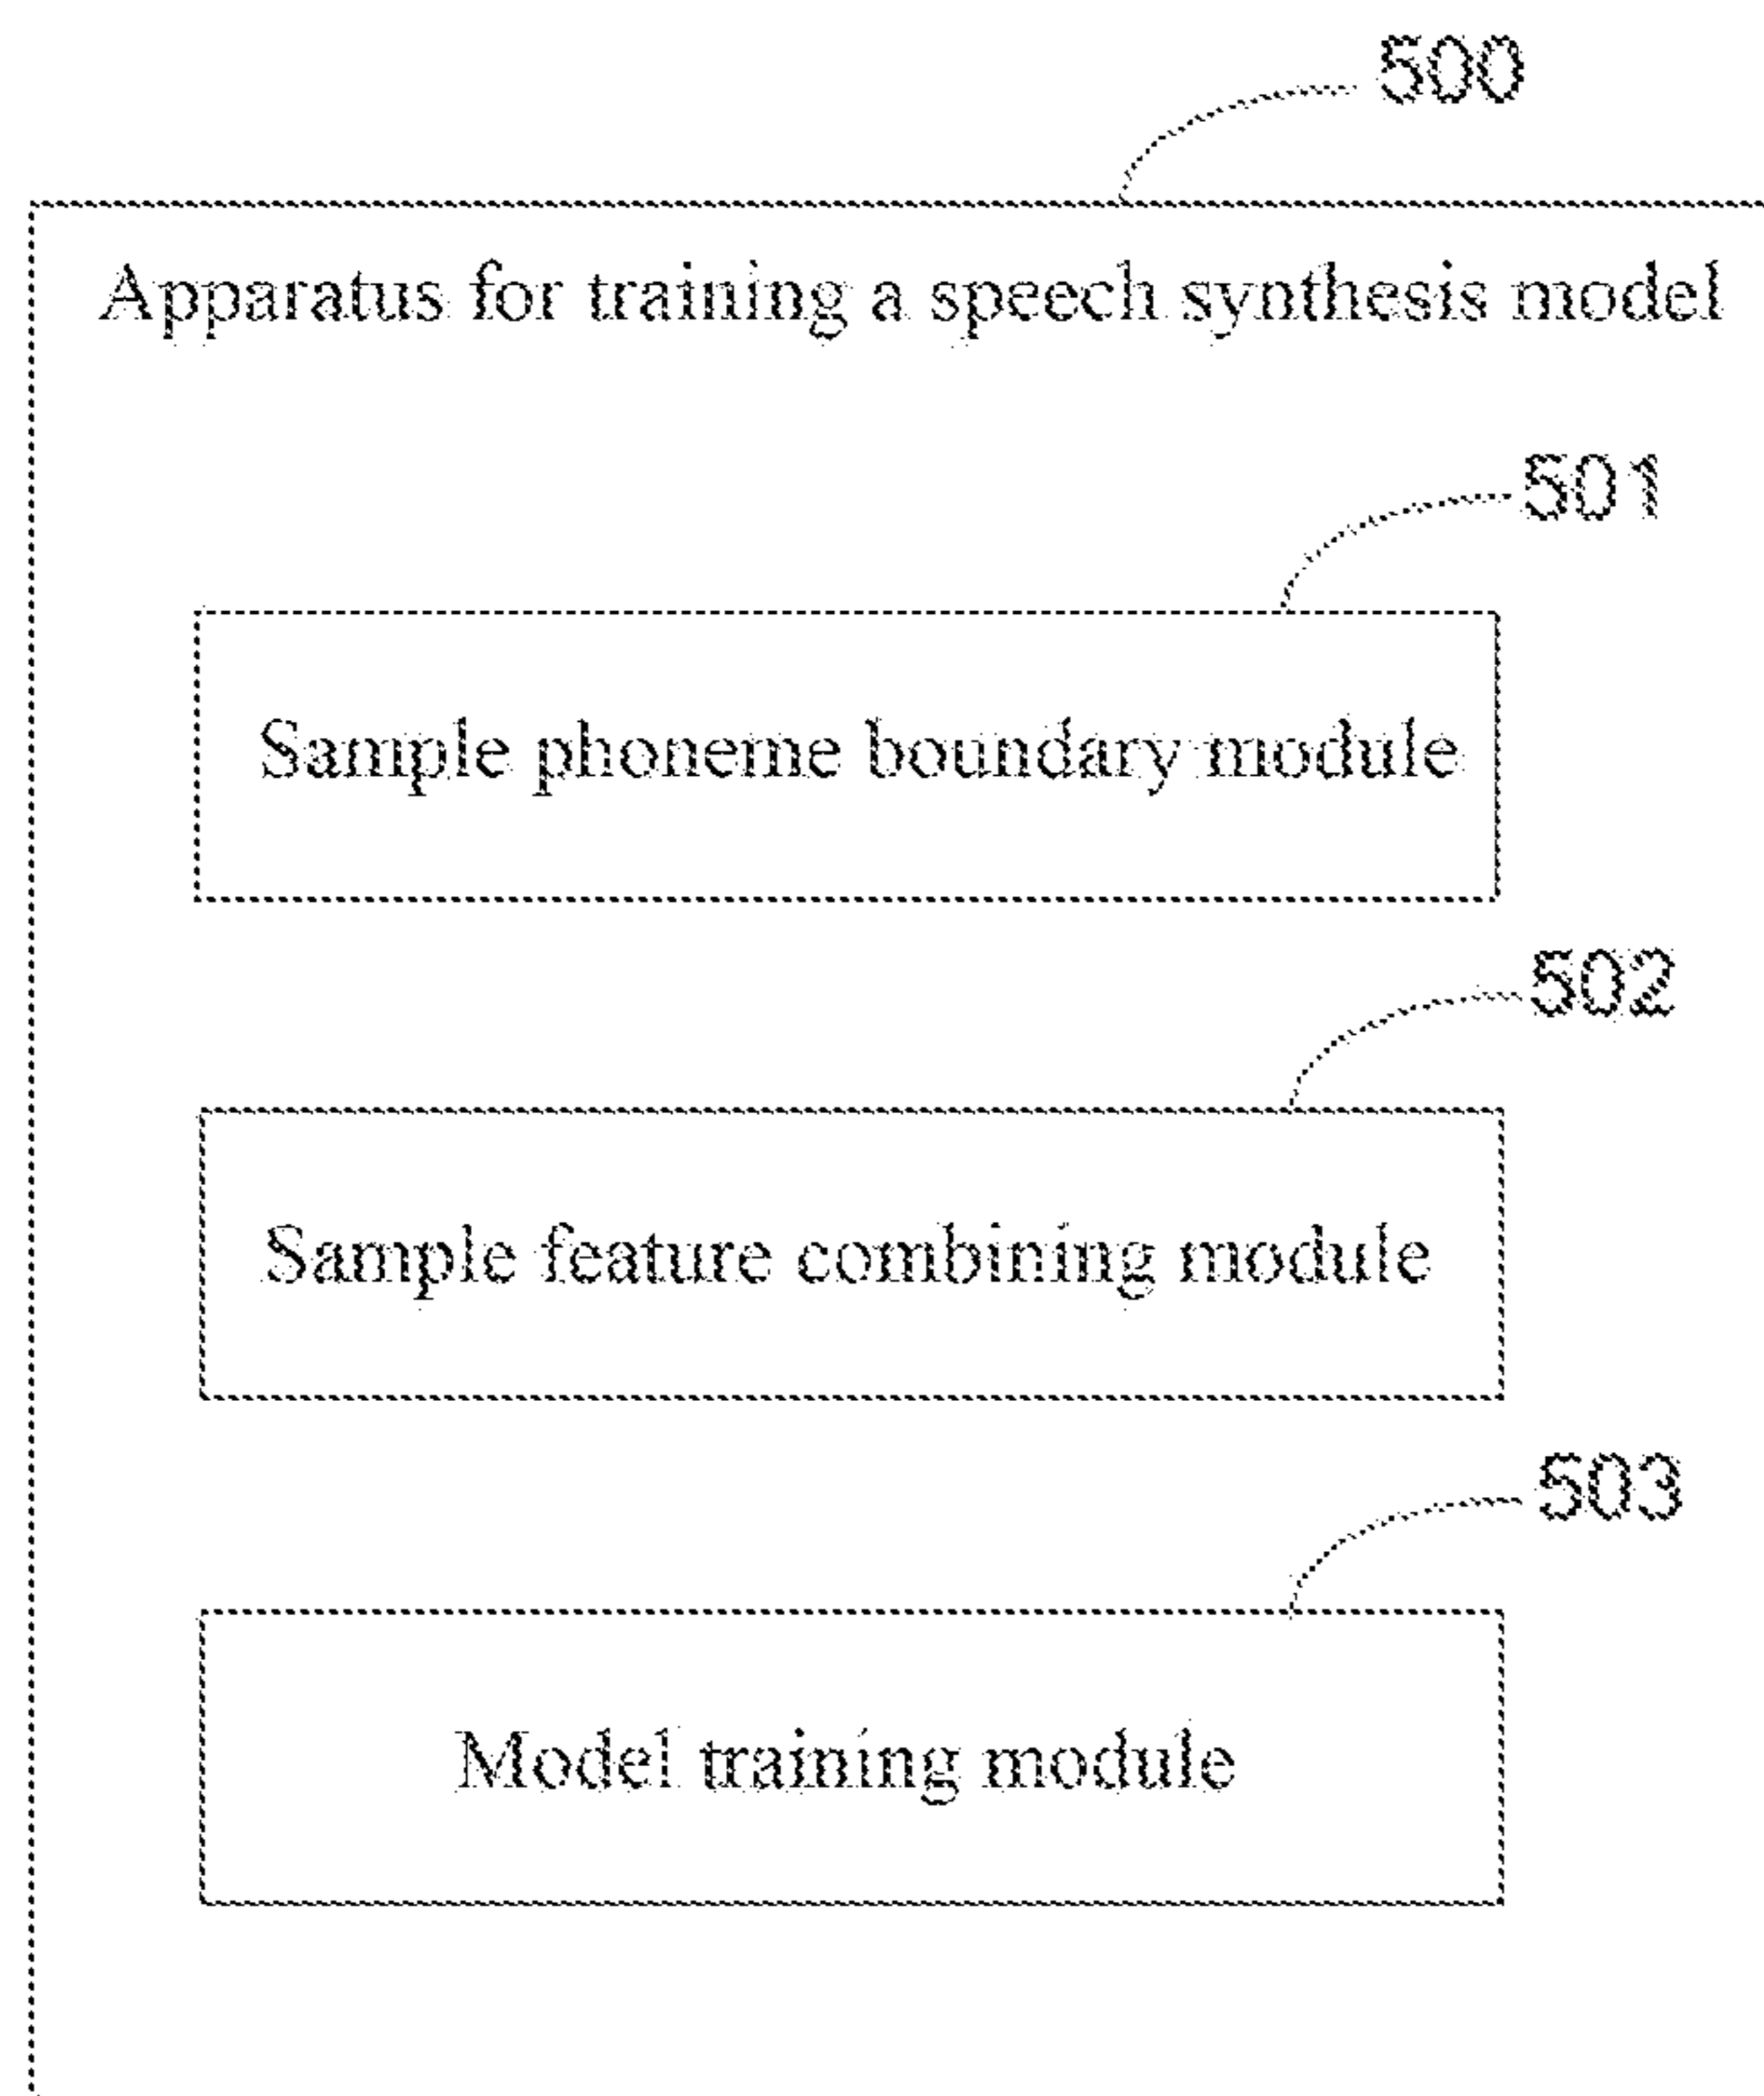 500
Apparatus for training a speech synthesis model
501
Sample phoneme boundary module
502
Sample feature combining module
503
Model training module